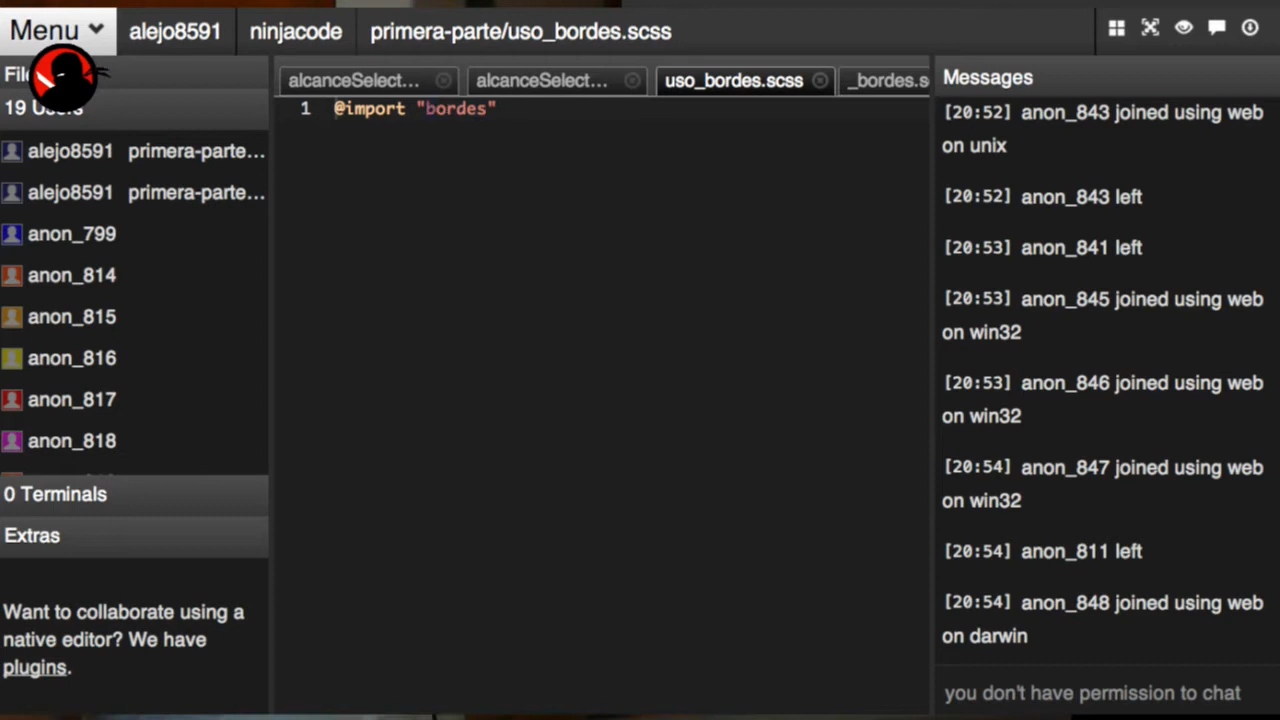 Menu alejo8591 ninjacode primera-parte/uso_bordes.scss
19 Users
alejo8591 primera-parte...
alejo8591 primera-parte...
anon_799
anon_814
anon_815
anon_816
anon_817
anon_818
0 Terminals
Extras
Want to collaborate using a
native editor? We have
plugins.
alcanceSelect... alcanceSelect... uso_bordes.scss _bordes.s
1 @import "bordes"
Messages
[20:52] anon_843 joined using web
on unix
[20:52] anon_843 left
[20:53] anon_841 left
[20:53] anon_845 joined using web
on win32
[20:53] anon_846 joined using web
on win32
[20:54] anon_847 joined using web
on win32
[20:54] anon_811 left
[20:54] anon_848 joined using web
on darwin
you don't have permission to chat